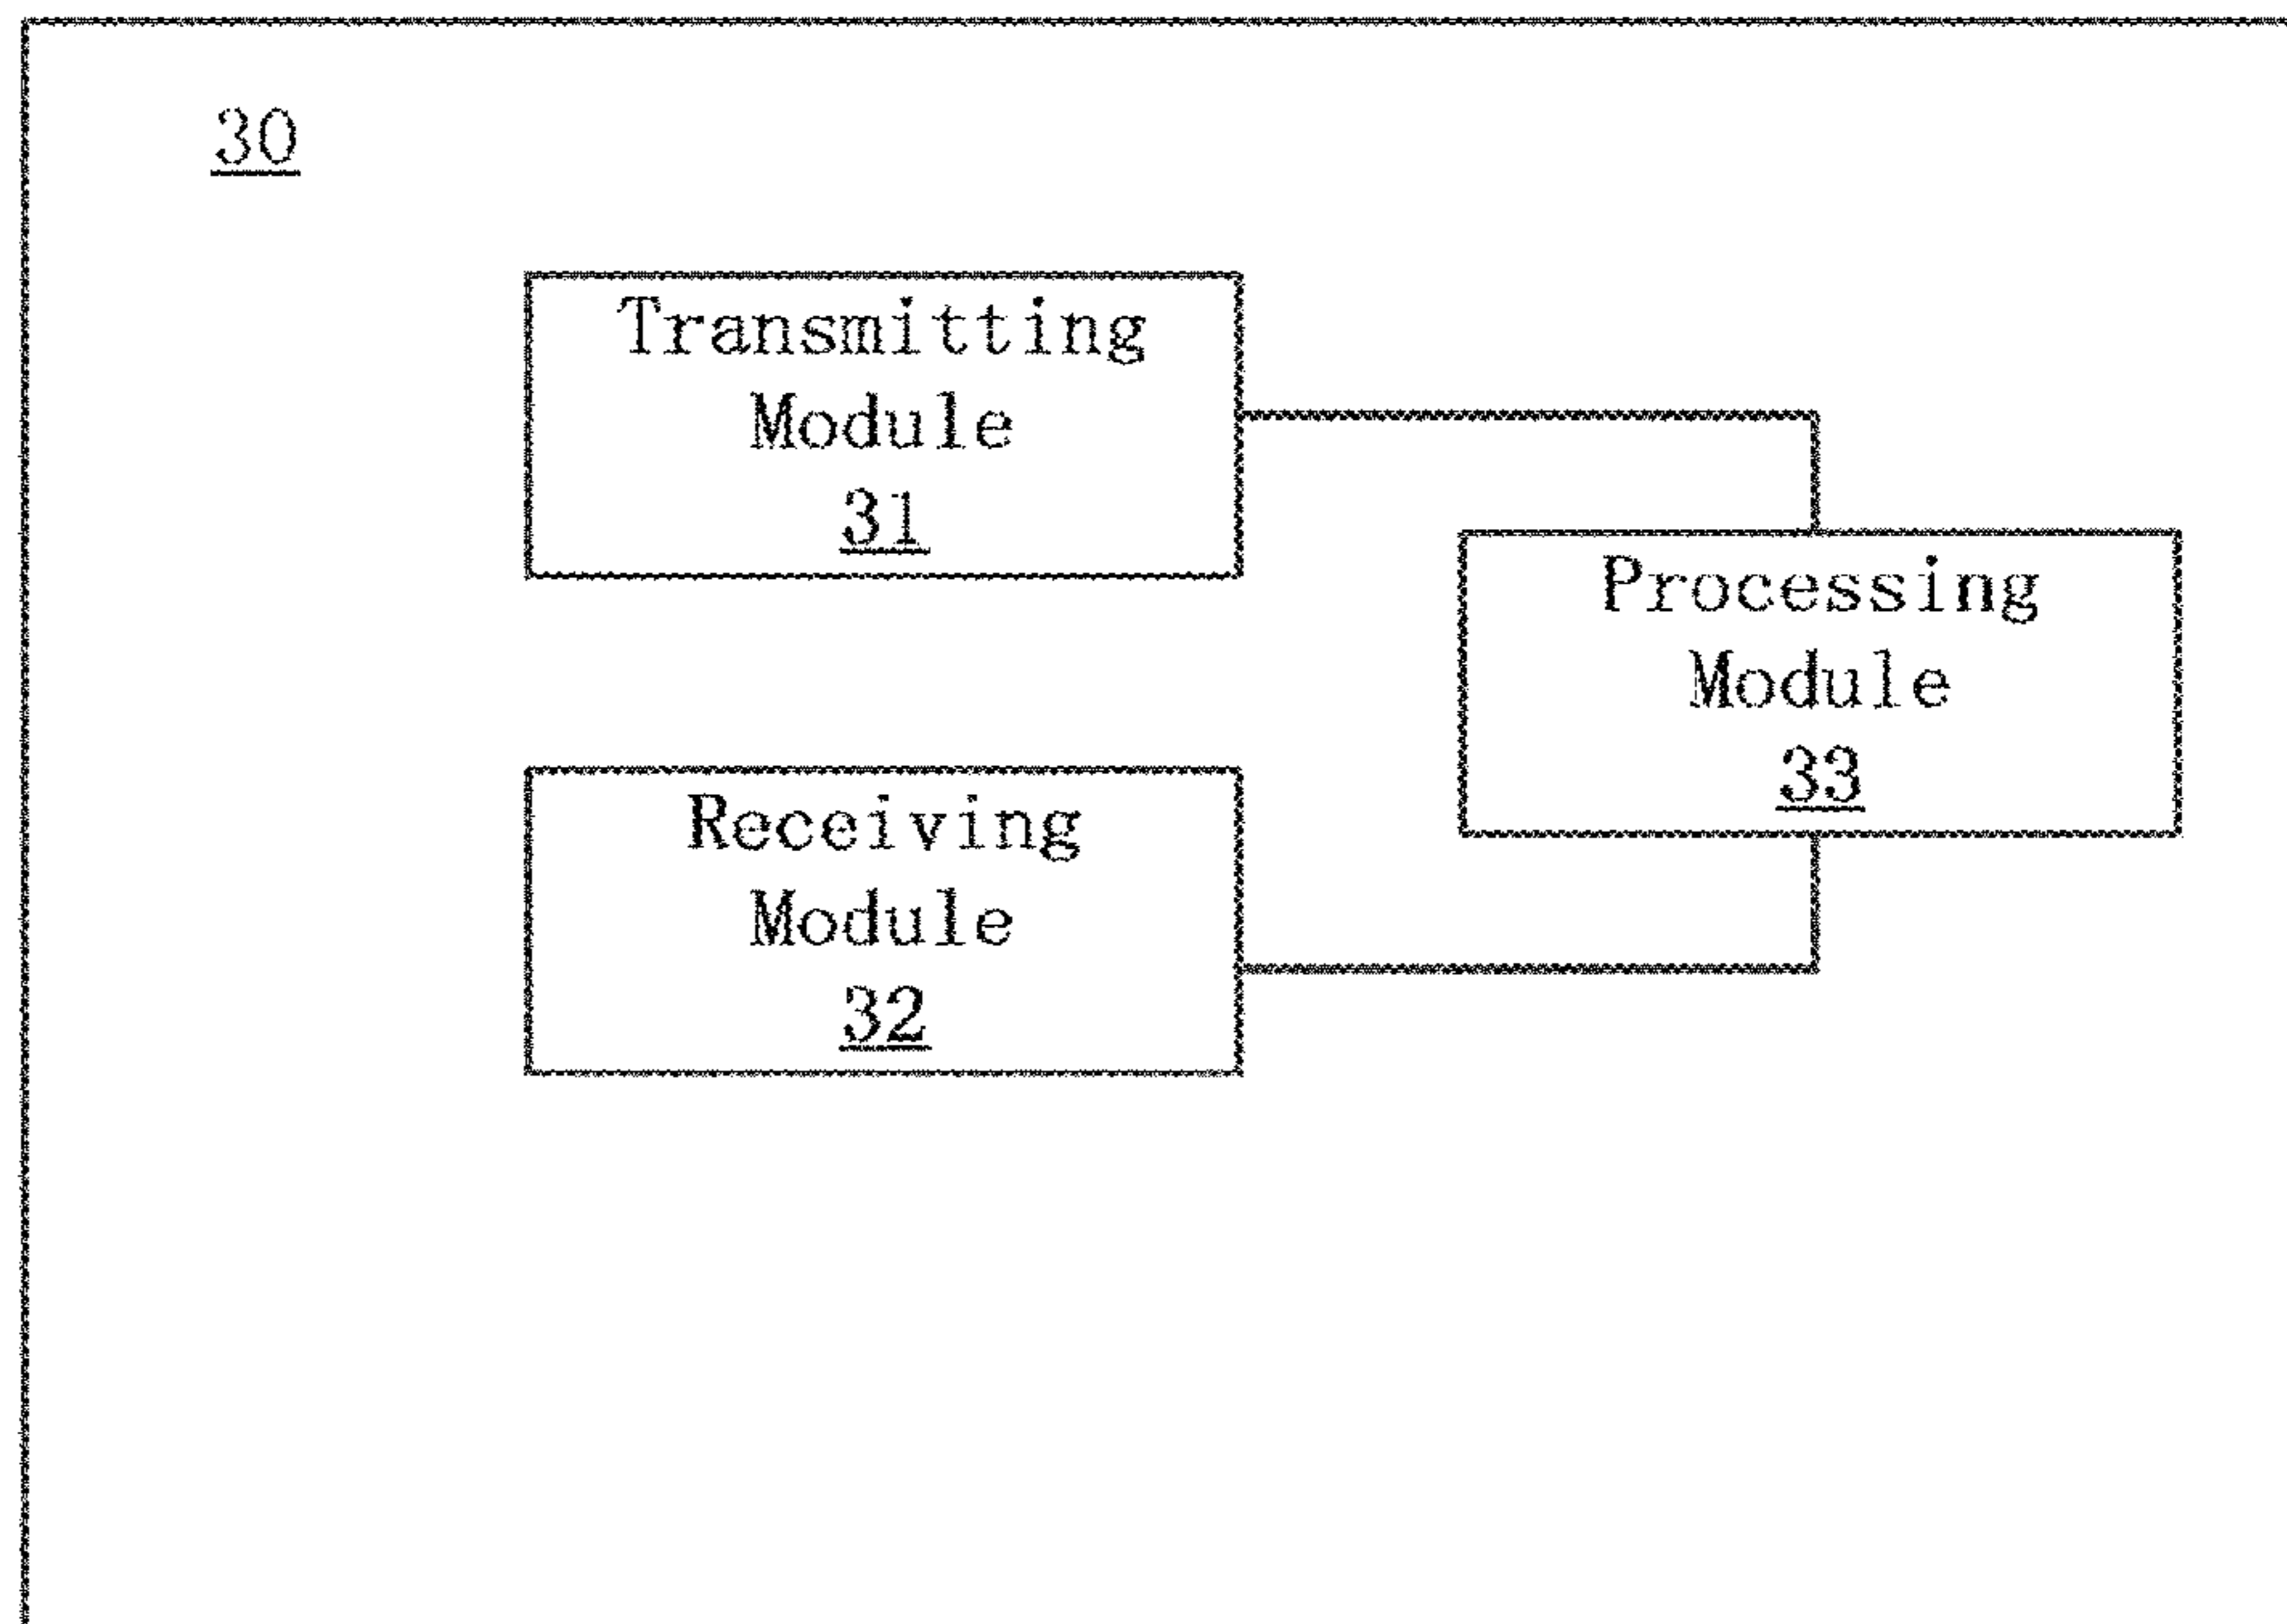 30
Transmitting
Module
31
Processing
Module
33
Receiving
Module
32